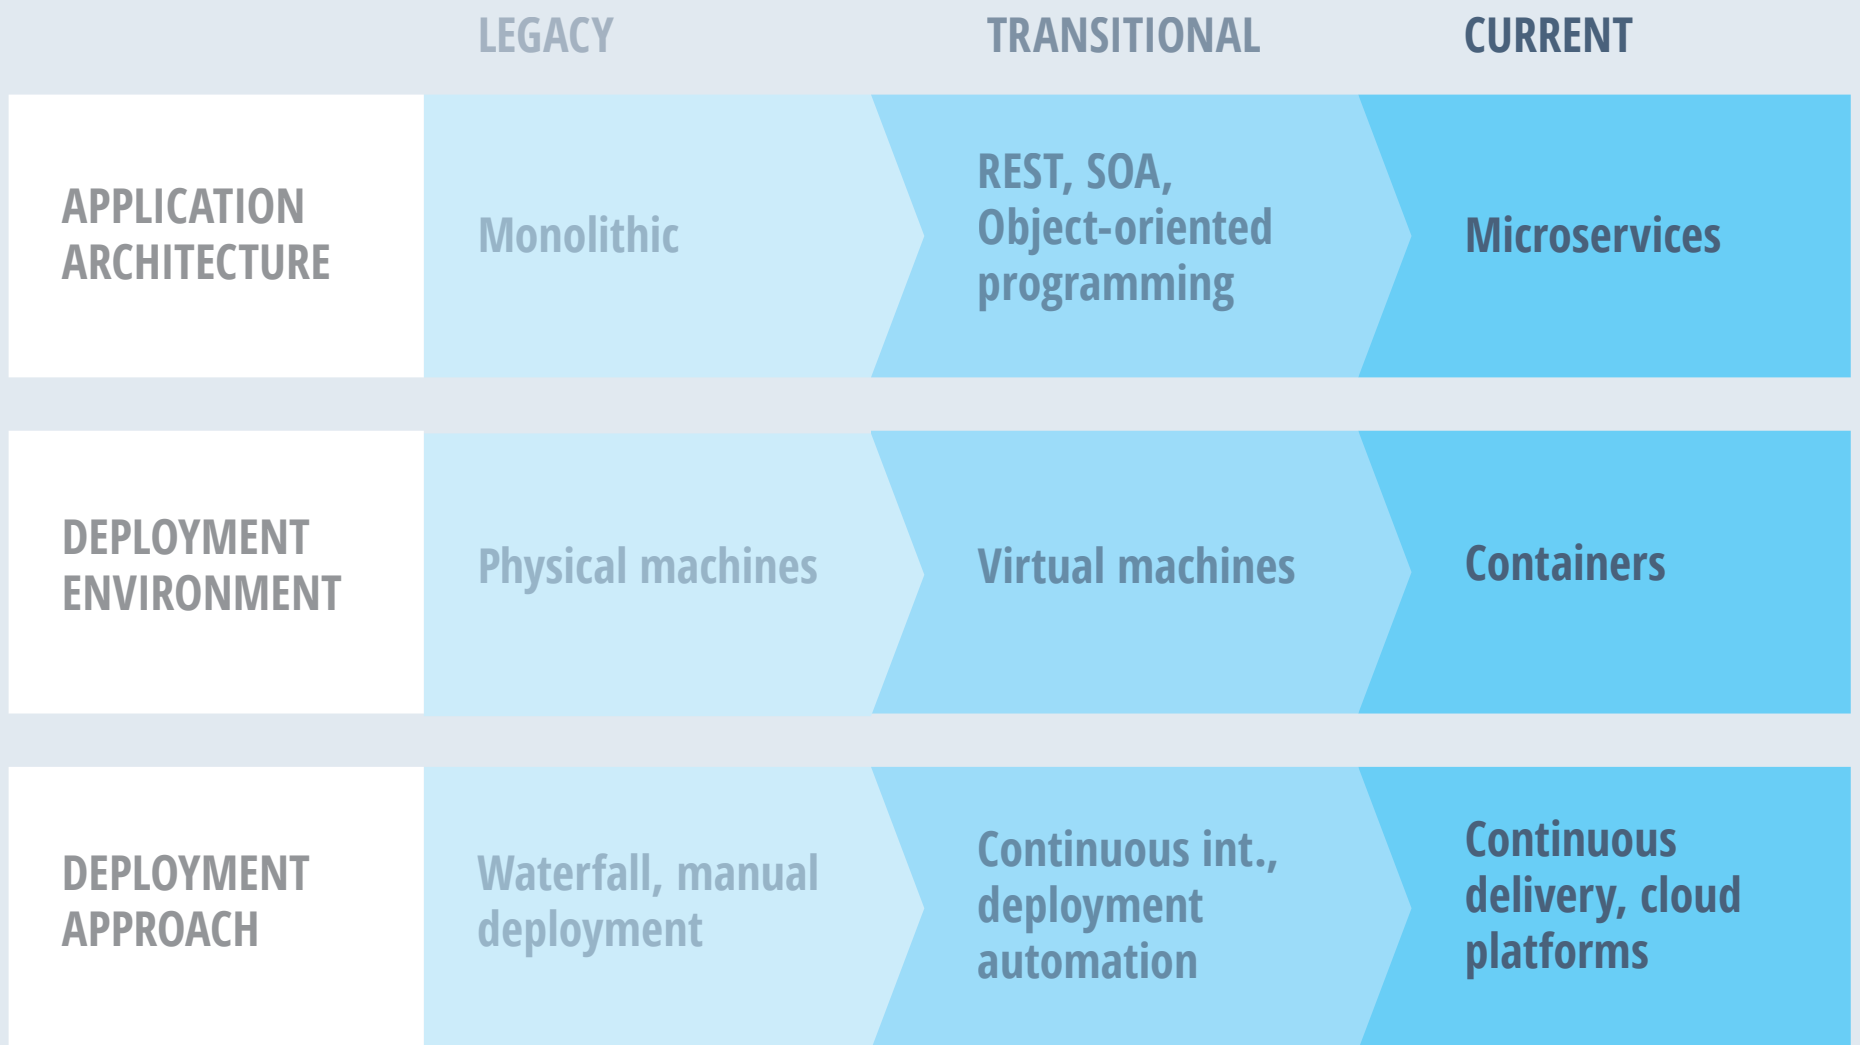 LEGACY
TRANSITIONAL
CURRENT
APPLICATION
ARCHITECTURE
Monolithic
REST, SOA,
Object-oriented
programming
Microservices
DEPLOYMENT
ENVIRONMENT
Physical machines
Virtual machines
Containers
DEPLOYMENT
APPROACH
Waterfall, manual
deployment
Continuous int.,
deployment
automation
Continuous
delivery, cloud
platforms